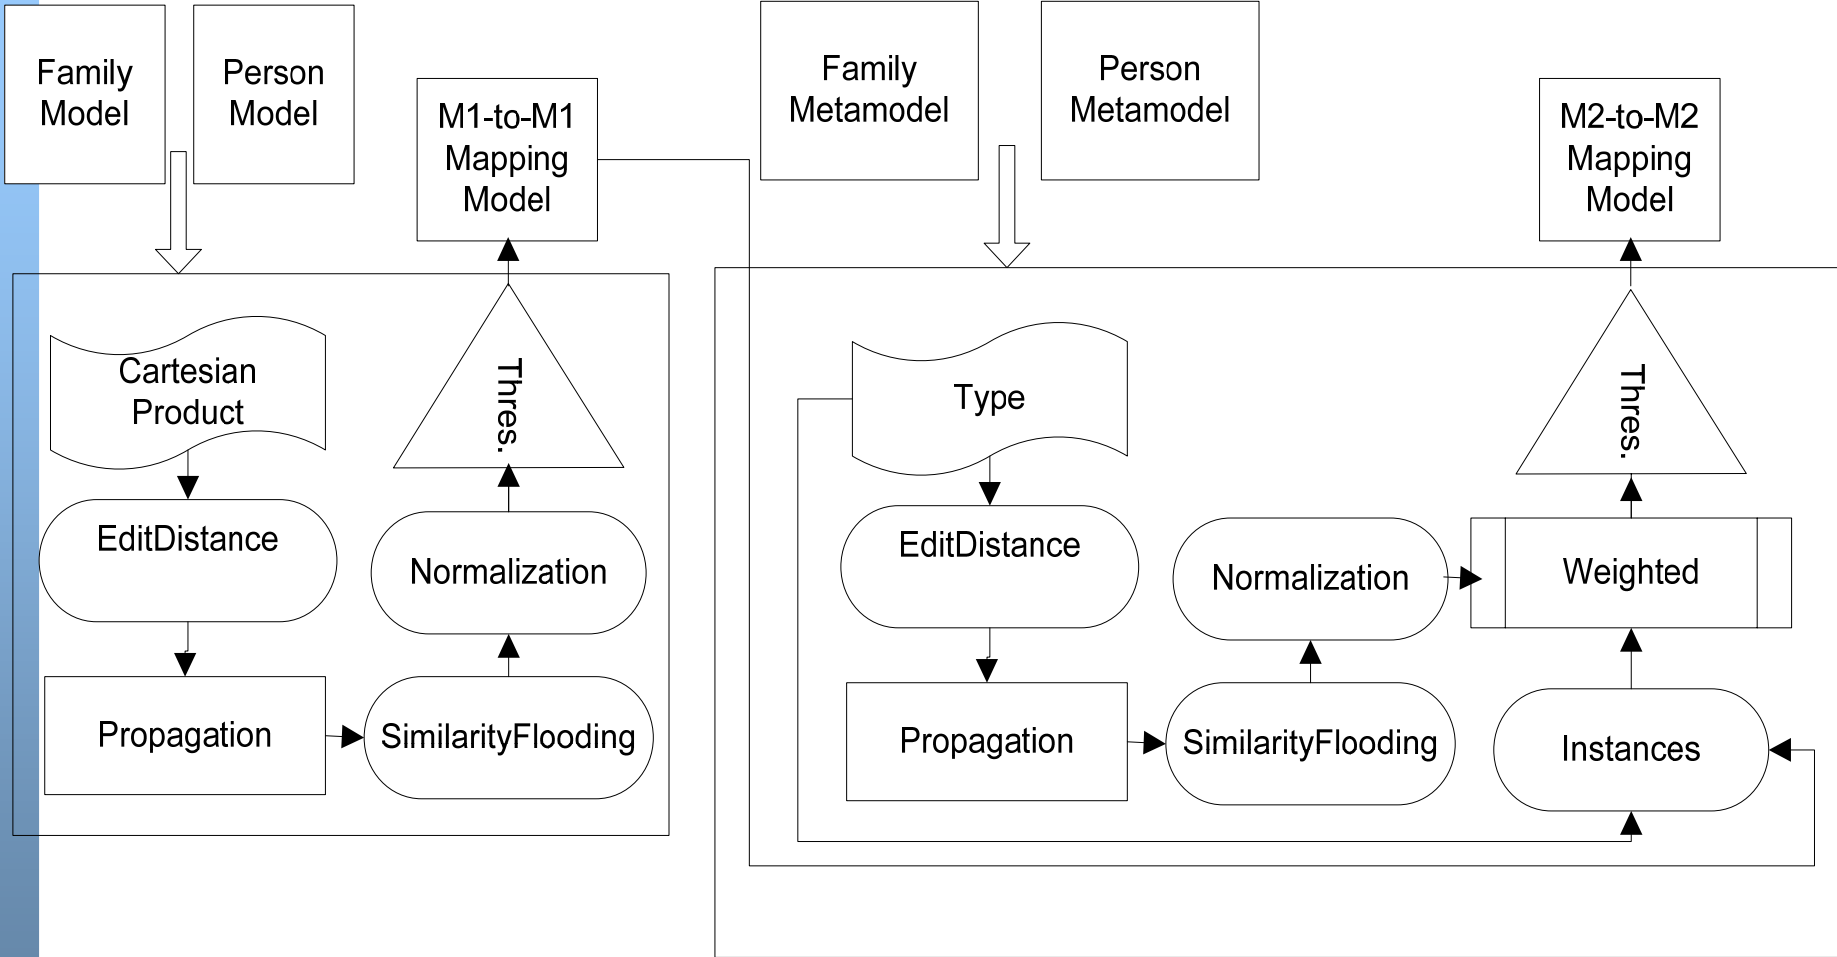 Family
Model
Person
Model
M1-to-M1
Mapping
Model
Cartesian
Product
Thres.
EditDistance
Normalization
Propagation
SimilarityFlooding
Family
Metamodel
Person
Metamodel
M2-to-M2
Mapping
Model
Type
Thres.
EditDistance
Normalization
Weighted
Propagation
SimilarityFlooding
Instances